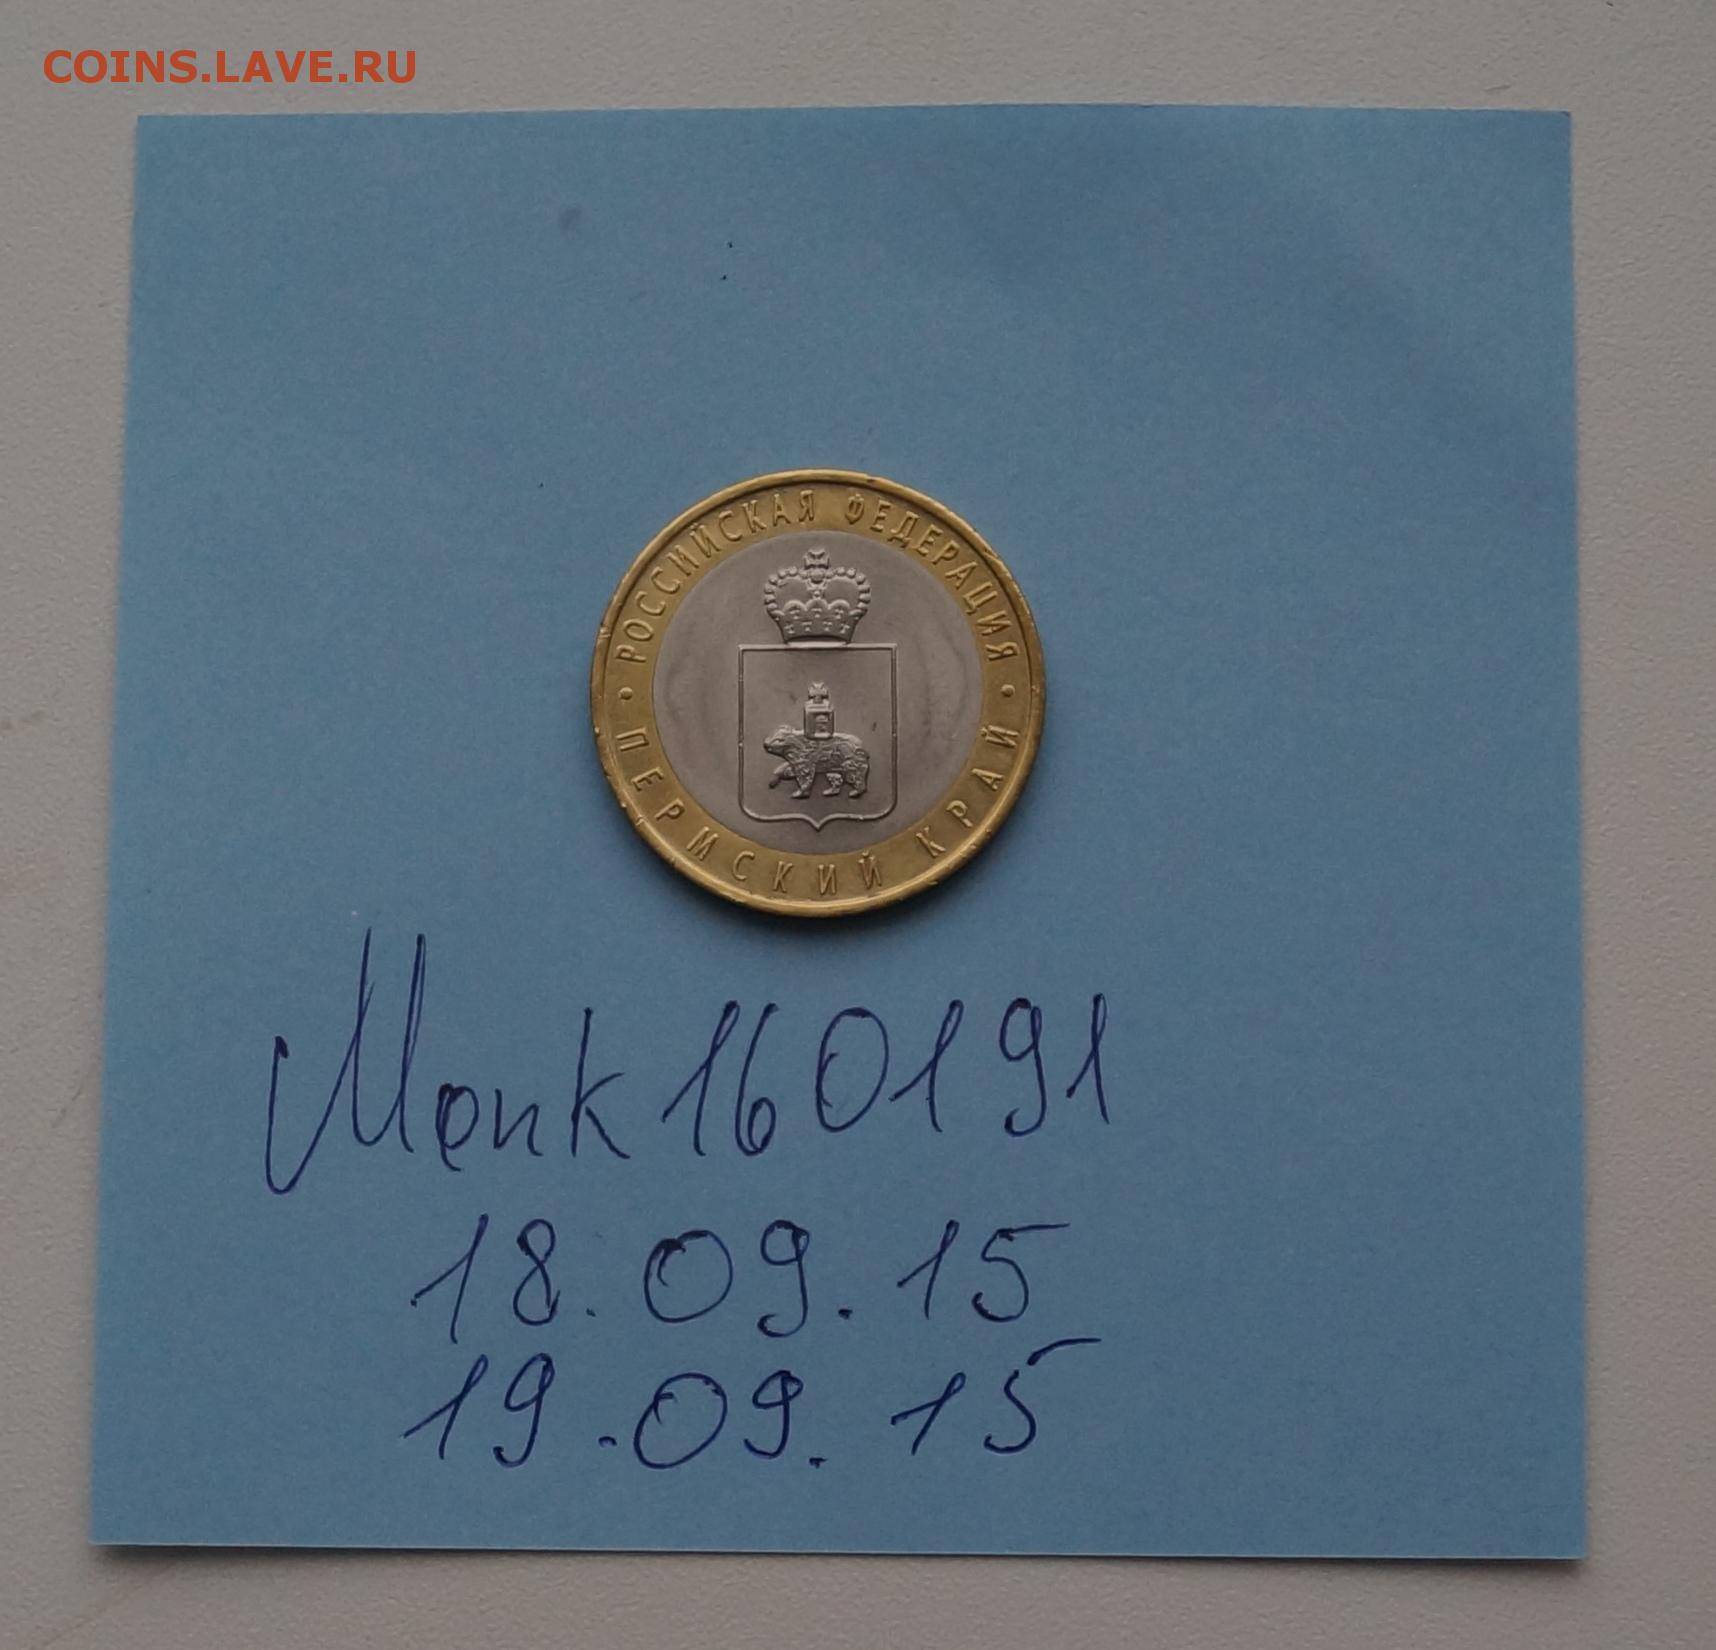 COINS.LAVE.RU
РОССИЙСКАЯ ФЕДЕРАЦИЯ
• ПЕРМСКИЙ КРАЙ •
Monk160191
18.09.15
19.09.15